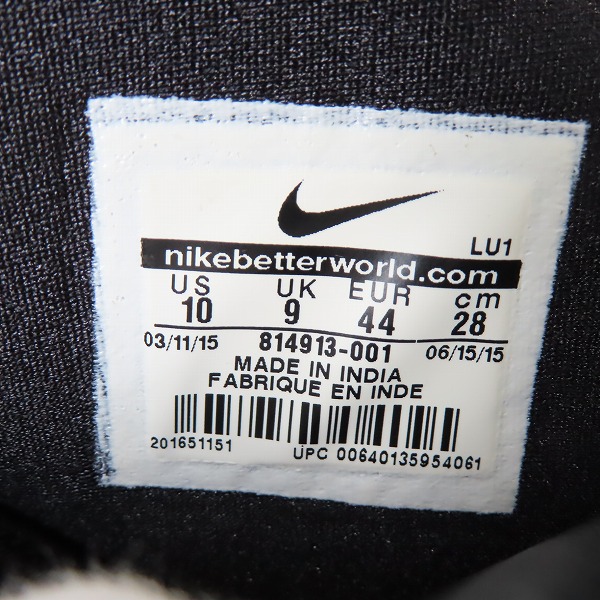 LU1
nikebetterworld.com
US UK EUR cm
10 9 44 28
03/11/15 814913-001 06/15/15
MADE IN INDIA
FABRIQUE EN INDE
201651151 UPC 00640135954061